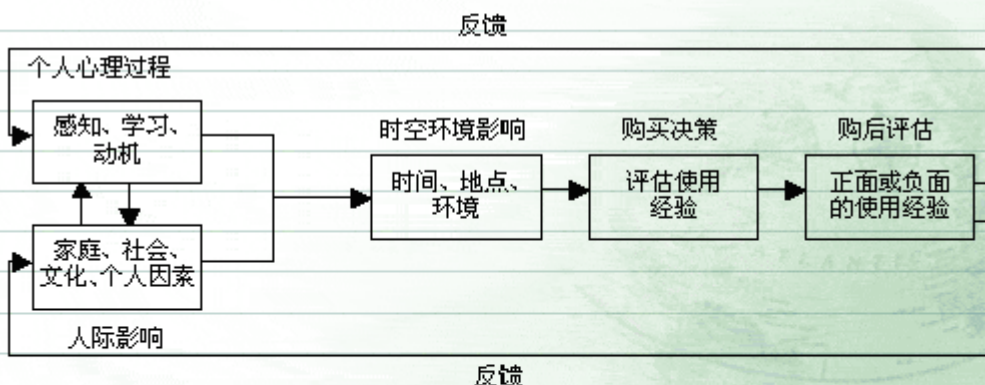 反馈
个人心理过程
感知、学习、
动机
时空环境影响
购买决策
购后评估
时间、地点、
环境
评估使用
经验
正面或负面
的使用经验
家庭、社会、
文化、个人因素
人际影响
反馈